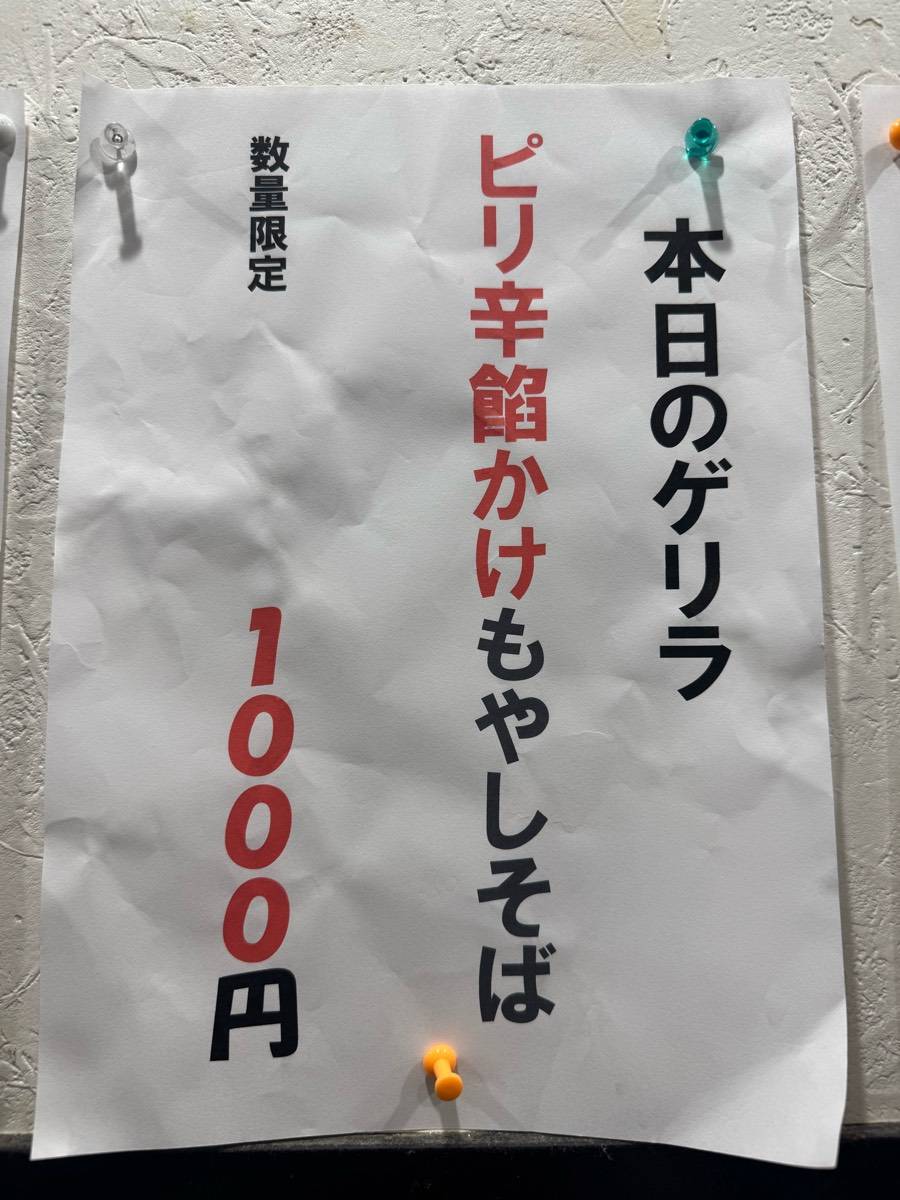 本日のゲリラ
ピリ辛餡かけもやしそば
数量限定
1000円